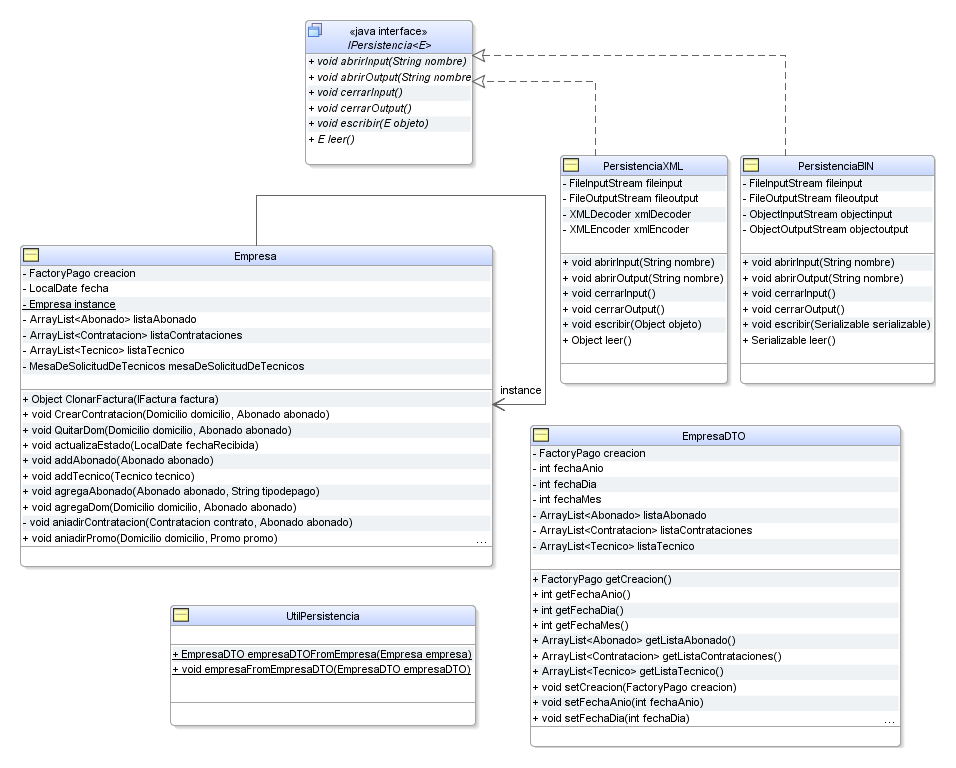 «java interface»
IPersistencia<E>
+ void abrirInput(String nombre)
+ void abrirOutput(String nombre
+ void cerrarInput()
+ void cerrarOutput()
+ void escribir(E objeto)
+ E leer()
PersistenciaXML
- FileInputStream fileinput
- FileOutputStream fileoutput
- XMLDecoder xmlDecoder
- XMLEncoder xmlEncoder
+ void abrirInput(String nombre)
+ void abrirOutput(String nombre)
+ void cerrarInput()
+ void cerrarOutput()
+ void escribir(Object objeto)
+ Object leer()
PersistenciaBIN
- FileInputStream fileinput
- FileOutputStream fileoutput
- ObjectInputStream objectinput
- ObjectOutputStream objectoutput
+ void abrirInput(String nombre)
+ void abrirOutput(String nombre)
+ void cerrarInput()
+ void cerrarOutput()
+ void escribir(Serializable serializable)
+ Serializable leer()
Empresa
- FactoryPago creacion
- LocalDate fecha
- Empresa instance
- ArrayList<Abonado> listaAbonado
- ArrayList<Contratacion> listaContrataciones
- ArrayList<Tecnico> listaTecnico
- MesaDeSolicitudDeTecnicos mesaDeSolicitudDeTecnicos
+ Object ClonarFactura(IFactura factura)
+ void CrearContratacion(Domicilio domicilio, Abonado abonado)
+ void QuitarDom(Domicilio domicilio, Abonado abonado)
+ void actualizaEstado(LocalDate fechaRecibida)
+ void addAbonado(Abonado abonado)
+ void addTecnico(Tecnico tecnico)
+ void agregaAbonado(Abonado abonado, String tipodepago)
+ void agregaDom(Domicilio domicilio, Abonado abonado)
- void aniadirContratacion(Contratacion contrato, Abonado abonado)
+ void aniadirPromo(Domicilio domicilio, Promo promo)
...
instance
EmpresaDTO
- FactoryPago creacion
- int fechaAnio
- int fechaDia
- int fechaMes
- ArrayList<Abonado> listaAbonado
- ArrayList<Contratacion> listaContrataciones
- ArrayList<Tecnico> listaTecnico
+ FactoryPago getCreacion()
+ int getFechaAnio()
+ int getFechaDia()
+ int getFechaMes()
+ ArrayList<Abonado> getListaAbonado()
+ ArrayList<Contratacion> getListaContrataciones()
+ ArrayList<Tecnico> getListaTecnico()
+ void setCreacion(FactoryPago creacion)
+ void setFechaAnio(int fechaAnio)
+ void setFechaDia(int fechaDia)
...
UtilPersistencia
+ EmpresaDTO empresaDTOFromEmpresa(Empresa empresa)
+ void empresaFromEmpresaDTO(EmpresaDTO empresaDTO)